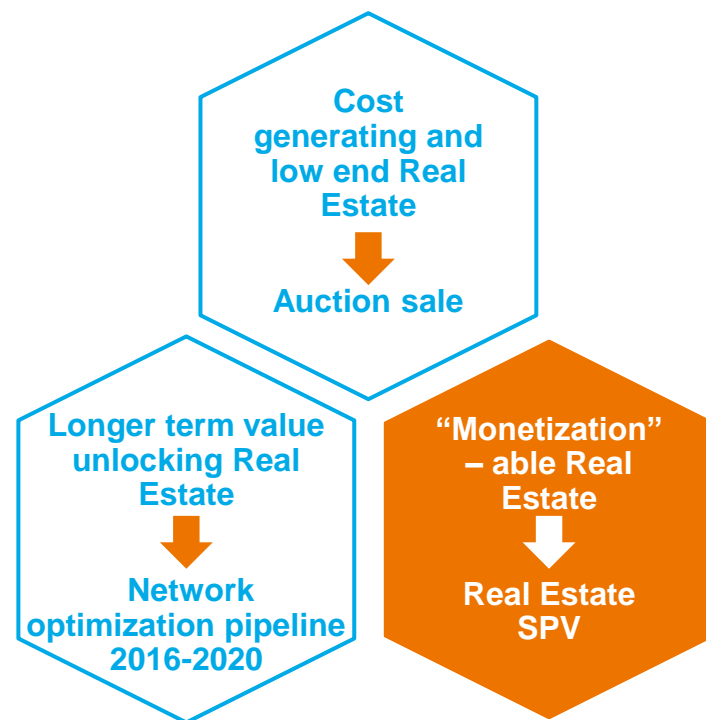 Cost
generating and
low end Real
Estate
Auction sale
Longer term value
unlocking Real
Estate
Network
optimization pipeline
2016-2020
“Monetization”
– able Real
Estate
Real Estate
SPV